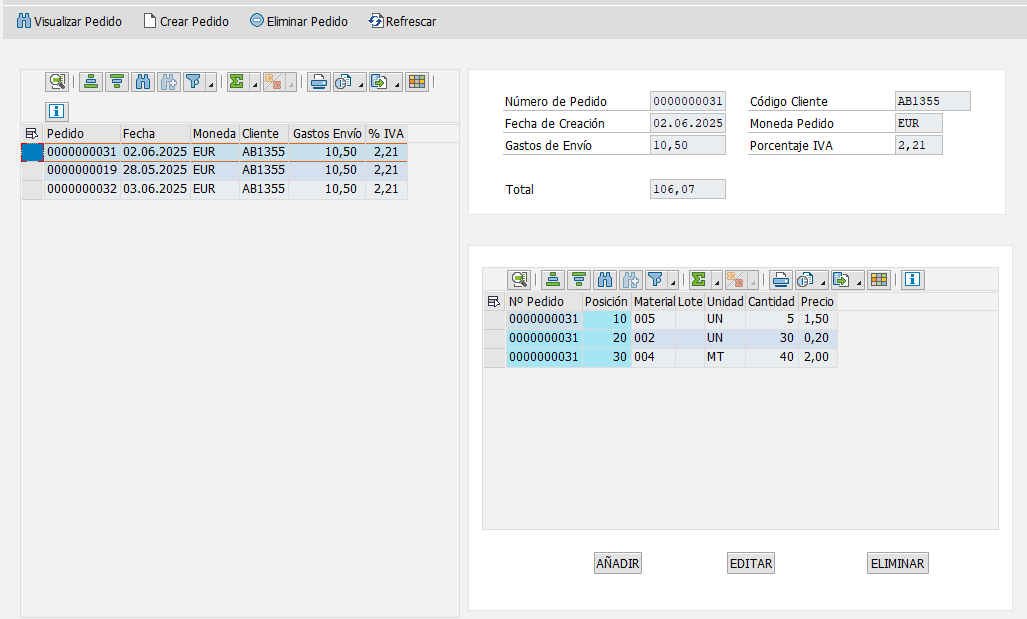 Visualizar Pedido Crear Pedido Eliminar Pedido Refrescar
Pedido Fecha Moneda Cliente Gastos Envío % IVA
0000000031 02.06.2025 EUR AB1355 10,50 2,21
0000000019 28.05.2025 EUR AB1355 10,50 2,21
0000000032 03.06.2025 EUR AB1355 10,50 2,21
Número de Pedido 0000000031 Código Cliente AB1355
Fecha de Creación 02.06.2025 Moneda Pedido EUR
Gastos de Envío 10,50 Porcentaje IVA 2,21
Total 106,07
Nº Pedido Posición Material Lote Unidad Cantidad Precio
0000000031 10 005 UN 5 1,50
0000000031 20 002 UN 30 0,20
0000000031 30 004 MT 40 2,00
AÑADIR EDITAR ELIMINAR